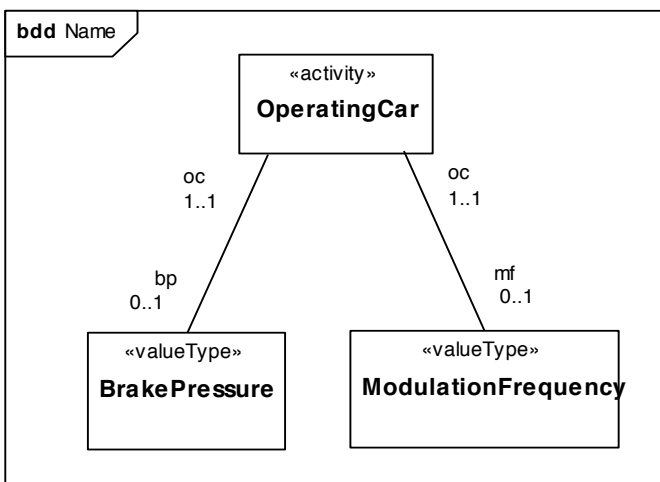 bdd Name
«activity»
OperatingCar
oc
1..1
oc
1..1
bp
0..1
mf
0..1
«valueType»
BrakePressure
«valueType»
ModulationFrequency